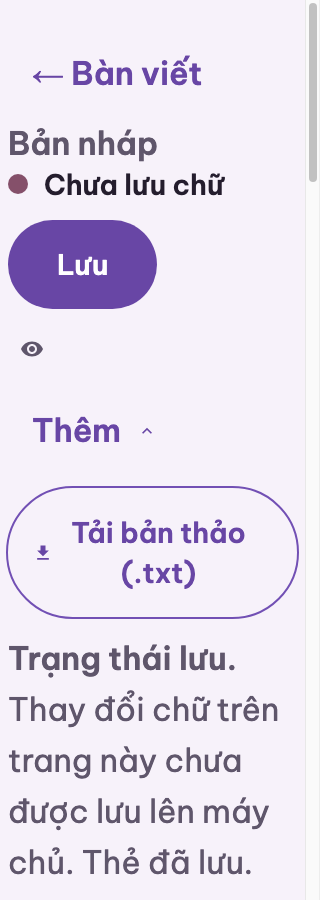 ← Bàn viết
Bản nháp
Chưa lưu chữ
Lưu
Thêm
Tải bản thảo
(.txt)
Trạng thái lưu.
Thay đổi chữ trên
trang này chưa
được lưu lên máy
chủ. Thẻ đã lưu.